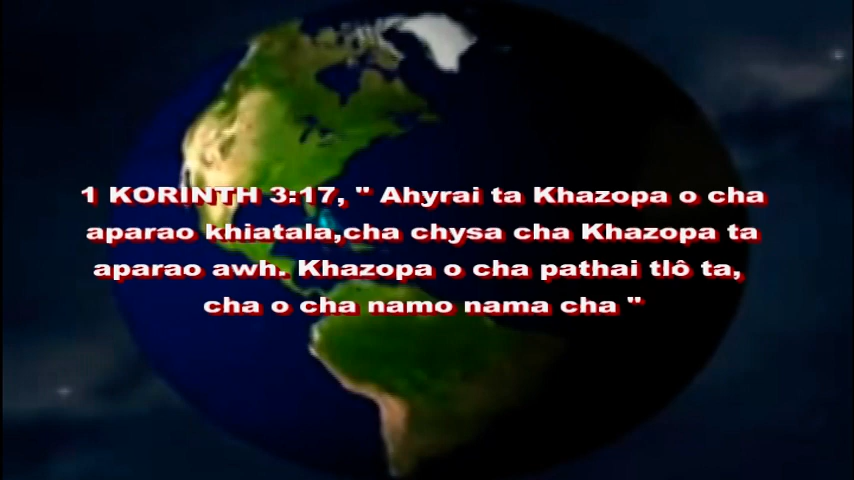 1 KORINTH 3:17, " Ahyrai ta Khazopa o cha
aparao khiatala,cha chysa cha Khazopa ta
aparao awh. Khazopa o cha pathai tlô ta,
cha o cha namo nama cha "